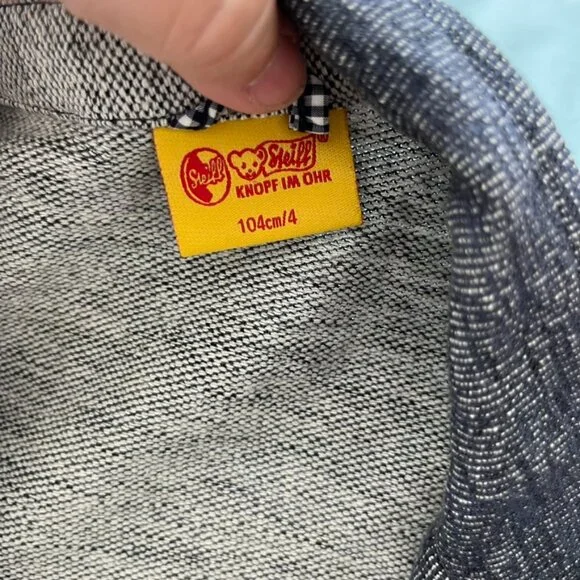 Steiff Steiff
KNOPF IM OHR
104cm/4